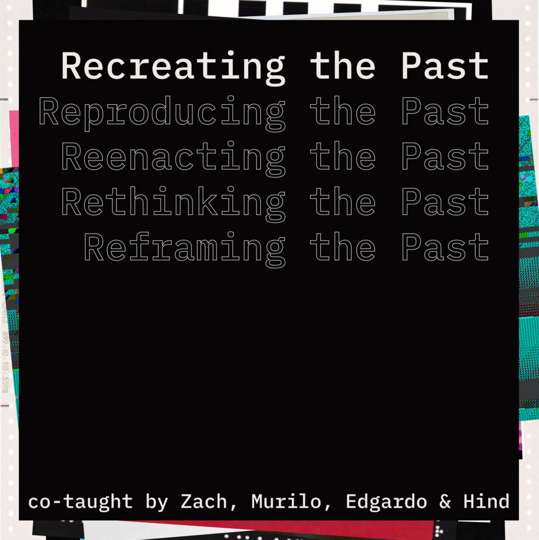 Recreating the Past
Reproducing the Past
Reenacting the Past
Rethinking the Past
Reframing the Past
co-taught by Zach, Murilo, Edgardo & Hind